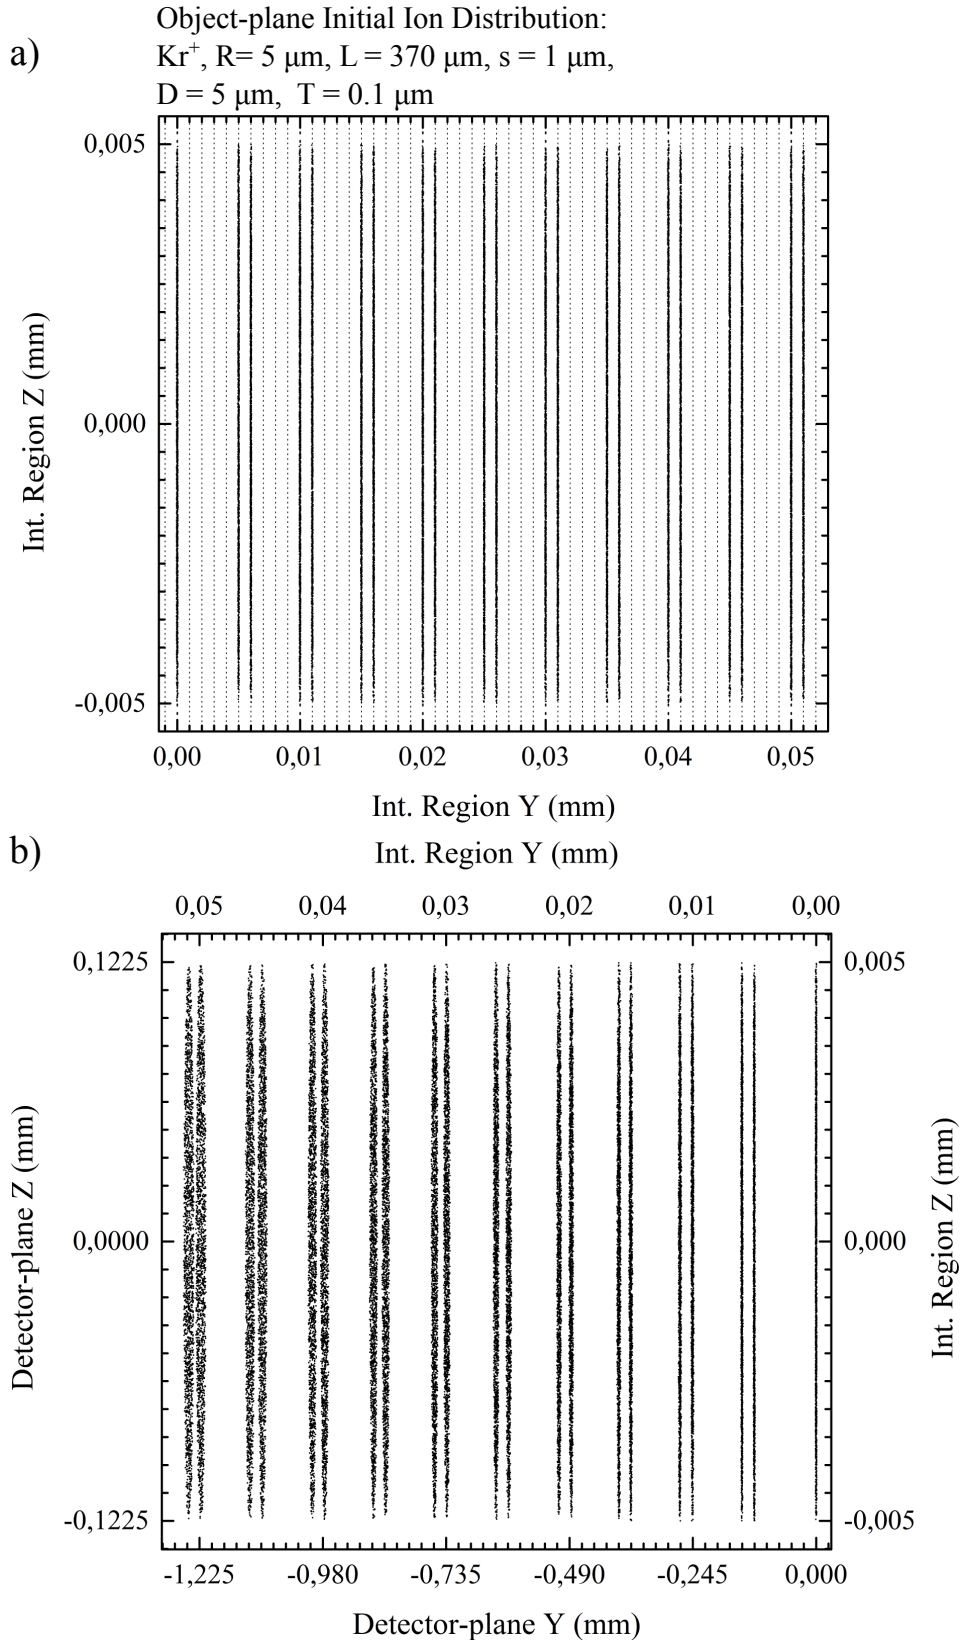 Object-plane Initial Ion Distribution:
a)
Kr⁺, R= 5 μm, L = 370 μm, s = 1 μm,
D = 5 μm, T = 0.1 μm
0,005
0,000
-0,005
Int. Region Z (mm)
0,00 0,01 0,02 0,03 0,04 0,05
Int. Region Y (mm)
b)
Int. Region Y (mm)
0,05 0,04 0,03 0,02 0,01 0,00
0,1225
0,0000
-0,1225
Detector-plane Z (mm)
0,005
0,000
-0,005
Int. Region Z (mm)
-1,225 -0,980 -0,735 -0,490 -0,245 0,000
Detector-plane Y (mm)